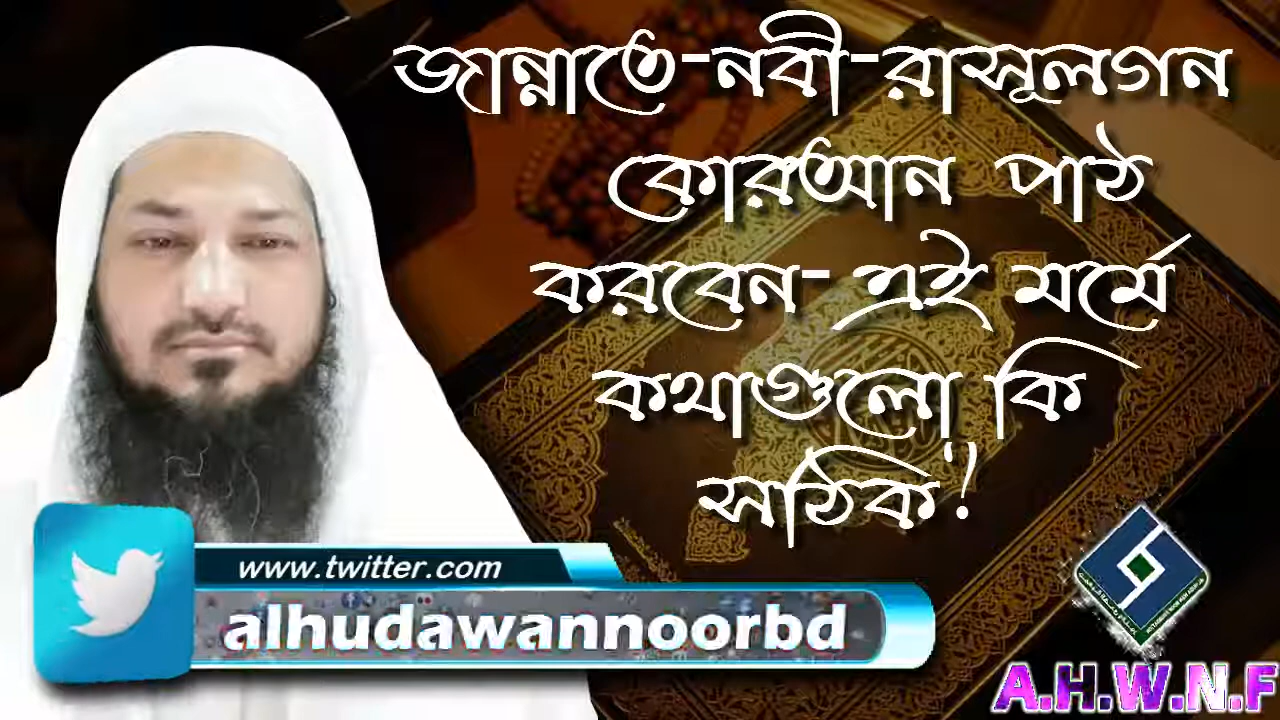 জান্নাতে-নবী-রাসূলগন
কোরআন পাঠ
করবেন- এই মর্মে
কথাগুলো কি
সঠিক!
www.twitter.com
alhudawannoorbd
A.H.W.N.F